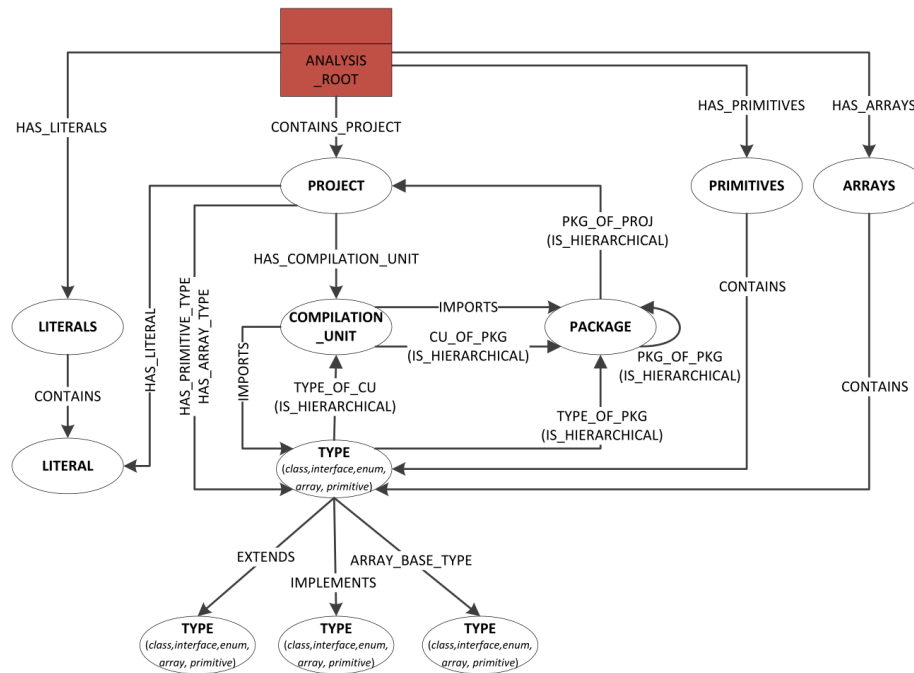 ANALYSIS
_ROOT
HAS_LITERALS
CONTAINS_PROJECT
HAS_PRIMITIVES
HAS_ARRAYS
PROJECT
PRIMITIVES
ARRAYS
PKG_OF_PROJ
(IS_HIERARCHICAL)
HAS_COMPILATION_UNIT
CONTAINS
LITERALS
HAS_LITERAL
HAS_PRIMITIVE_TYPE
HAS_ARRAY_TYPE
COMPILATION
_UNIT
IMPORTS
PACKAGE
CU_OF_PKG
(IS_HIERARCHICAL)
PKG_OF_PKG
(IS_HIERARCHICAL)
IMPORTS
CONTAINS
TYPE_OF_CU
(IS_HIERARCHICAL)
TYPE_OF_PKG
(IS_HIERARCHICAL)
CONTAINS
LITERAL
TYPE
(class,interface,enum,
array, primitive)
EXTENDS
ARRAY_BASE_TYPE
IMPLEMENTS
TYPE
(class,interface,enum,
array, primitive)
TYPE
(class,interface,enum,
array, primitive)
TYPE
(class,interface,enum,
array, primitive)